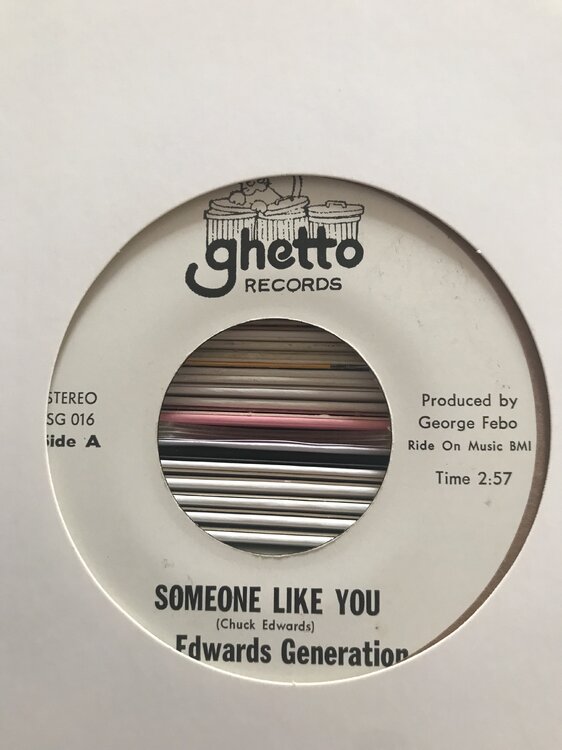 ghetto
RECORDS
STEREO
SG 016
Side A
Produced by
George Febo
Ride On Music BMI
Time 2:57
SOMEONE LIKE YOU
(Chuck Edwards)
Edwards Generation